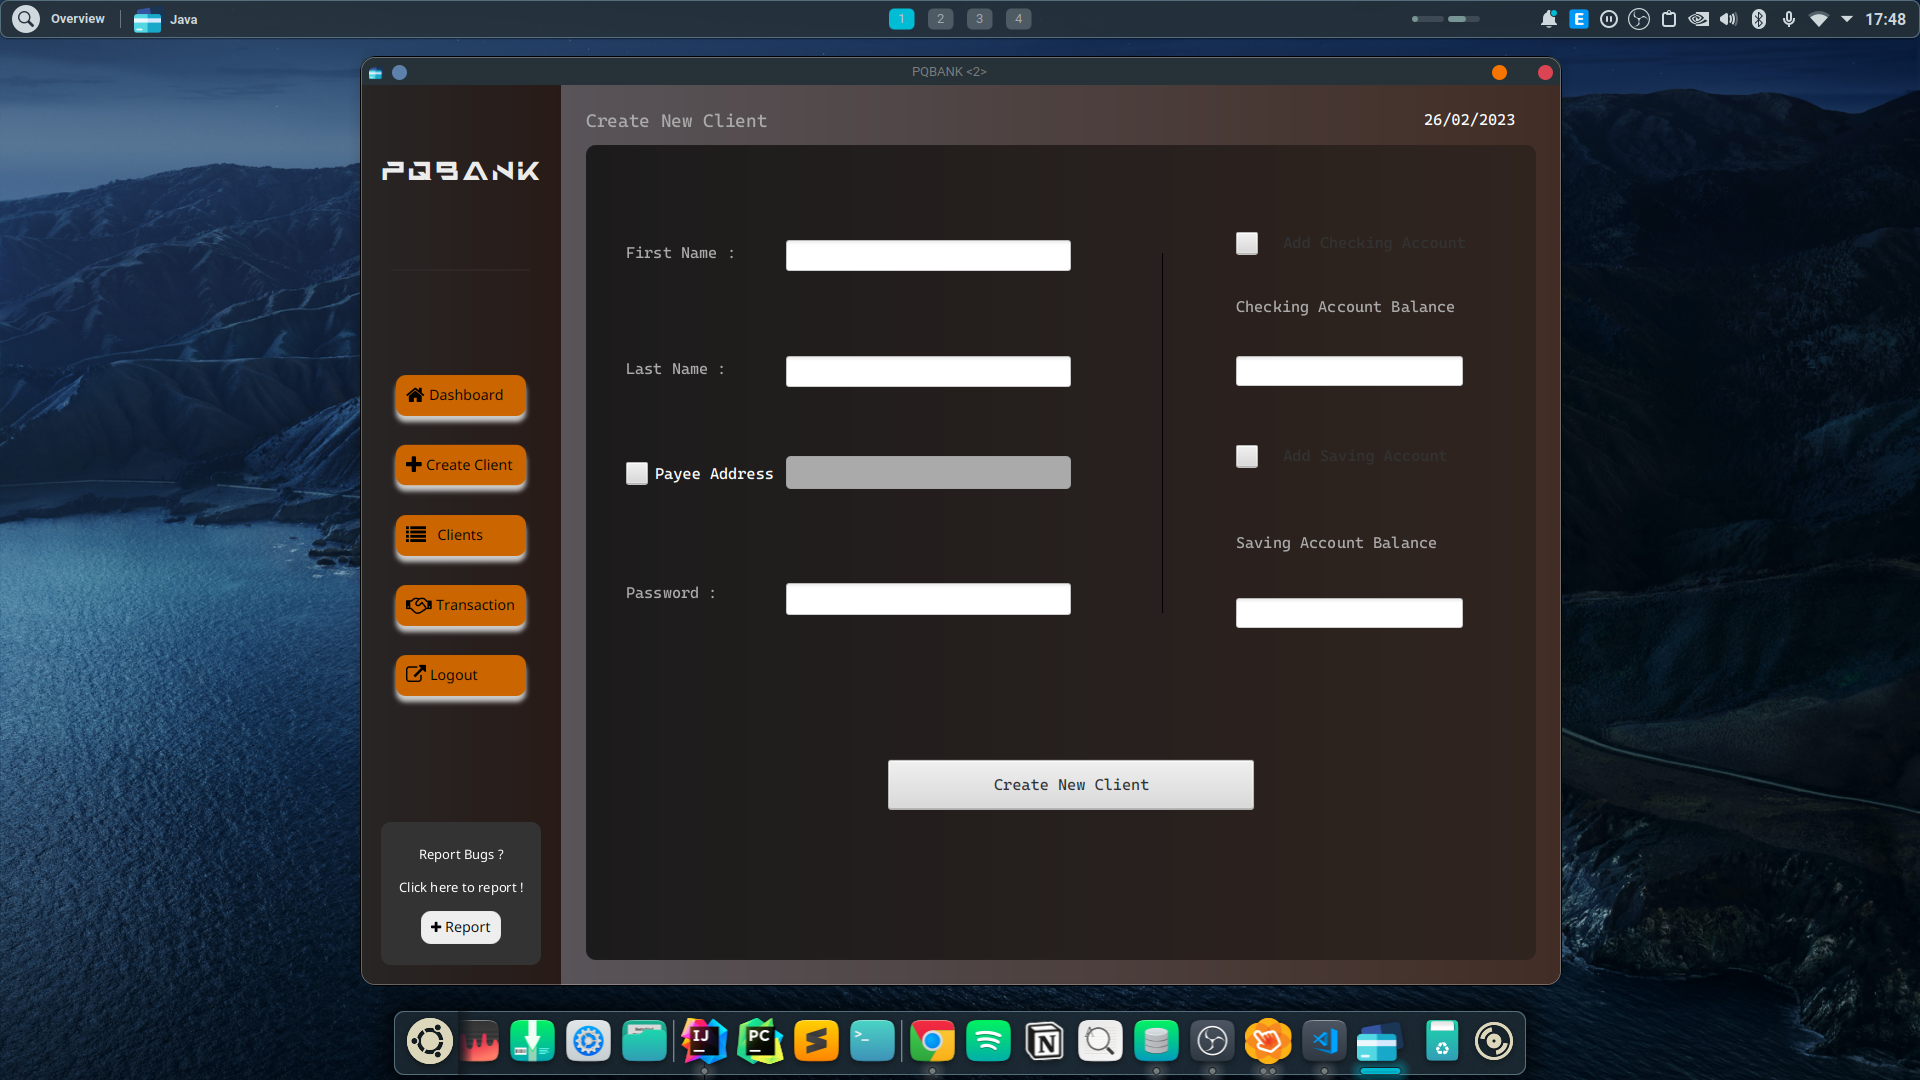 Overview
Java
1 2 3 4
E
17:48
PQBANK <2>
PQBANK
Create New Client
26/02/2023
First Name :
Last Name :
Payee Address
Password :
Add Checking Account
Checking Account Balance
Add Saving Account
Saving Account Balance
Create New Client
Dashboard
Create Client
Clients
Transaction
Logout
Report Bugs ?
Click here to report !
Report
IJ
PC
>_
N